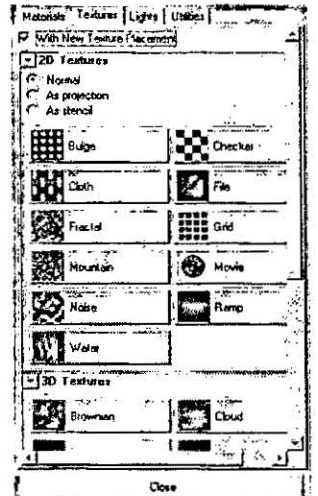 Materials Textures Lights Utilities
With New Texture Placement
2D Textures
Normal
As projection
As stencil
Bulge Checker
Cloth File
Fractal Grid
Mountain Movie
Noise Ramp
Water
3D Textures
Brownian Cloud
Close